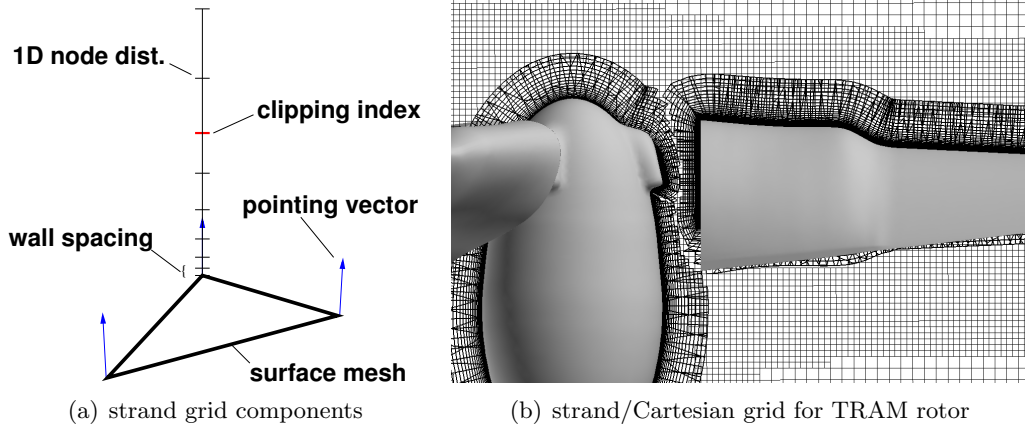 1D node dist.
clipping index
pointing vector
wall spacing
surface mesh
(a) strand grid components
(b) strand/Cartesian grid for TRAM rotor